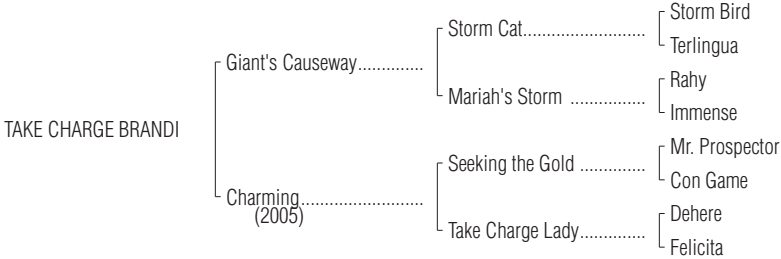 Storm Bird
Storm Cat..........................
Terlingua
Giant's Causeway..............
Rahy
Mariah's Storm ................
Immense
TAKE CHARGE BRANDI
Mr. Prospector
Seeking the Gold ..............
Con Game
Charming..........................
(2005)
Dehere
Take Charge Lady..............
Felicita